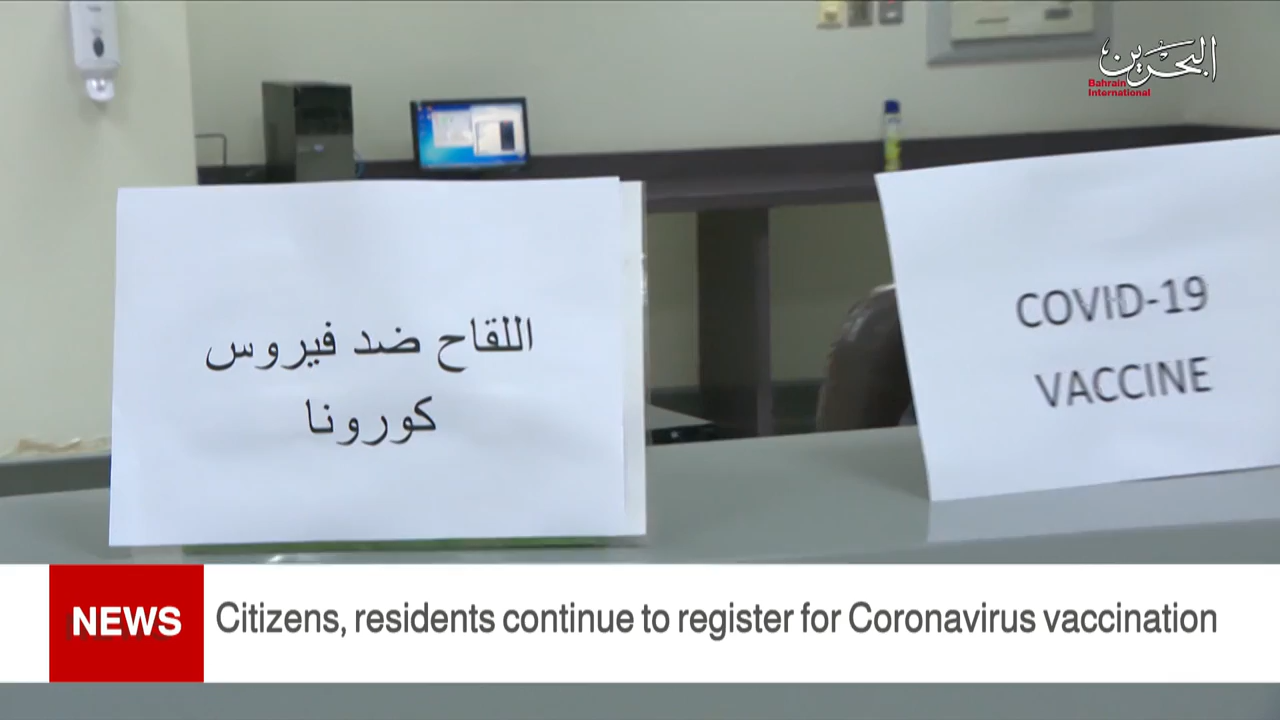 البحرين
Bahrain
International
اللقاح ضد فيروس
كورونا
COVID-19
VACCINE
NEWS
Citizens, residents continue to register for Coronavirus vaccination